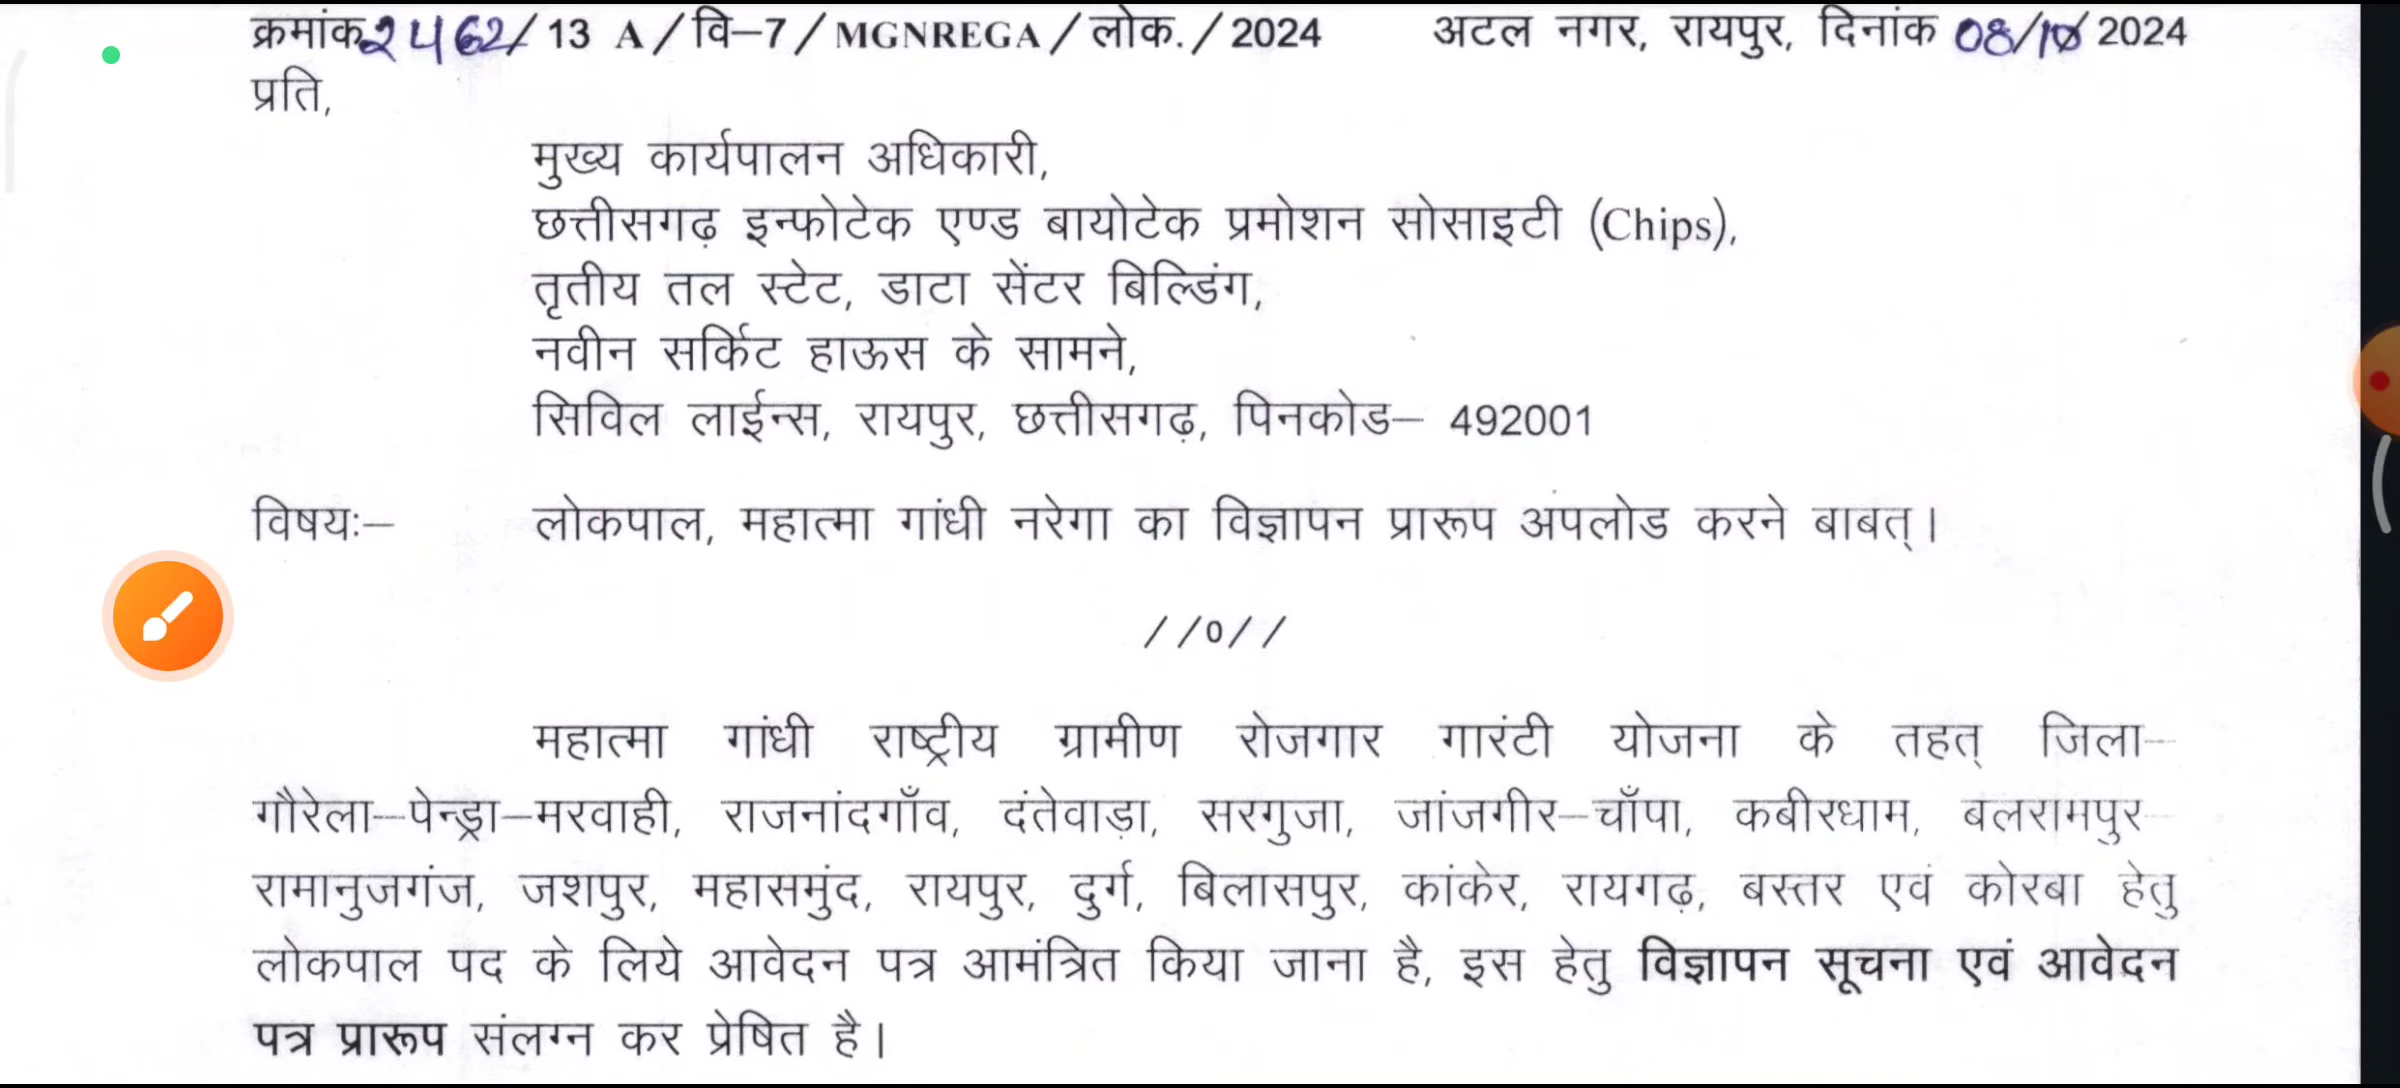 क्रमांक 2462/13 A/वि–7/MGNREGA/लोक./2024 अटल नगर, रायपुर, दिनांक 08/10/2024
प्रति,
मुख्य कार्यपालन अधिकारी,
छत्तीसगढ़ इन्फोटेक एण्ड बायोटेक प्रमोशन सोसाइटी (Chips),
तृतीय तल स्टेट, डाटा सेंटर बिल्डिंग,
नवीन सर्किट हाऊस के सामने,
सिविल लाईन्स, रायपुर, छत्तीसगढ़, पिनकोड– 492001
विषयः– लोकपाल, महात्मा गांधी नरेगा का विज्ञापन प्रारूप अपलोड करने बाबत्।
//0//
महात्मा गांधी राष्ट्रीय ग्रामीण रोजगार गारंटी योजना के तहत् जिला–
गौरेला–पेन्ड्रा–मरवाही, राजनांदगाँव, दंतेवाड़ा, सरगुजा, जांजगीर–चाँपा, कबीरधाम, बलरामपुर–
रामानुजगंज, जशपुर, महासमुंद, रायपुर, दुर्ग, बिलासपुर, कांकेर, रायगढ़, बस्तर एवं कोरबा हेतु
लोकपाल पद के लिये आवेदन पत्र आमंत्रित किया जाना है, इस हेतु विज्ञापन सूचना एवं आवेदन
पत्र प्रारूप संलग्न कर प्रेषित है।